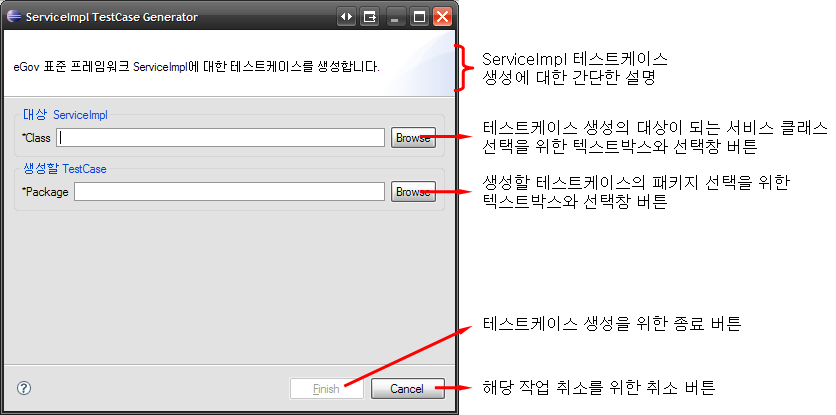 ServiceImpl TestCase Generator
eGov 표준 프레임워크 ServiceImpl에 대한 테스트케이스를 생성합니다.
ServiceImpl 테스트케이스
생성에 대한 간단한 설명
대상 ServiceImpl
*Class
Browse
테스트케이스 생성의 대상이 되는 서비스 클래스
선택을 위한 텍스트박스와 선택창 버튼
생성할 TestCase
*Package
Browse
생성할 테스트케이스의 패키지 선택을 위한
텍스트박스와 선택창 버튼
테스트케이스 생성을 위한 종료 버튼
?
Finish
Cancel
해당 작업 취소를 위한 취소 버튼